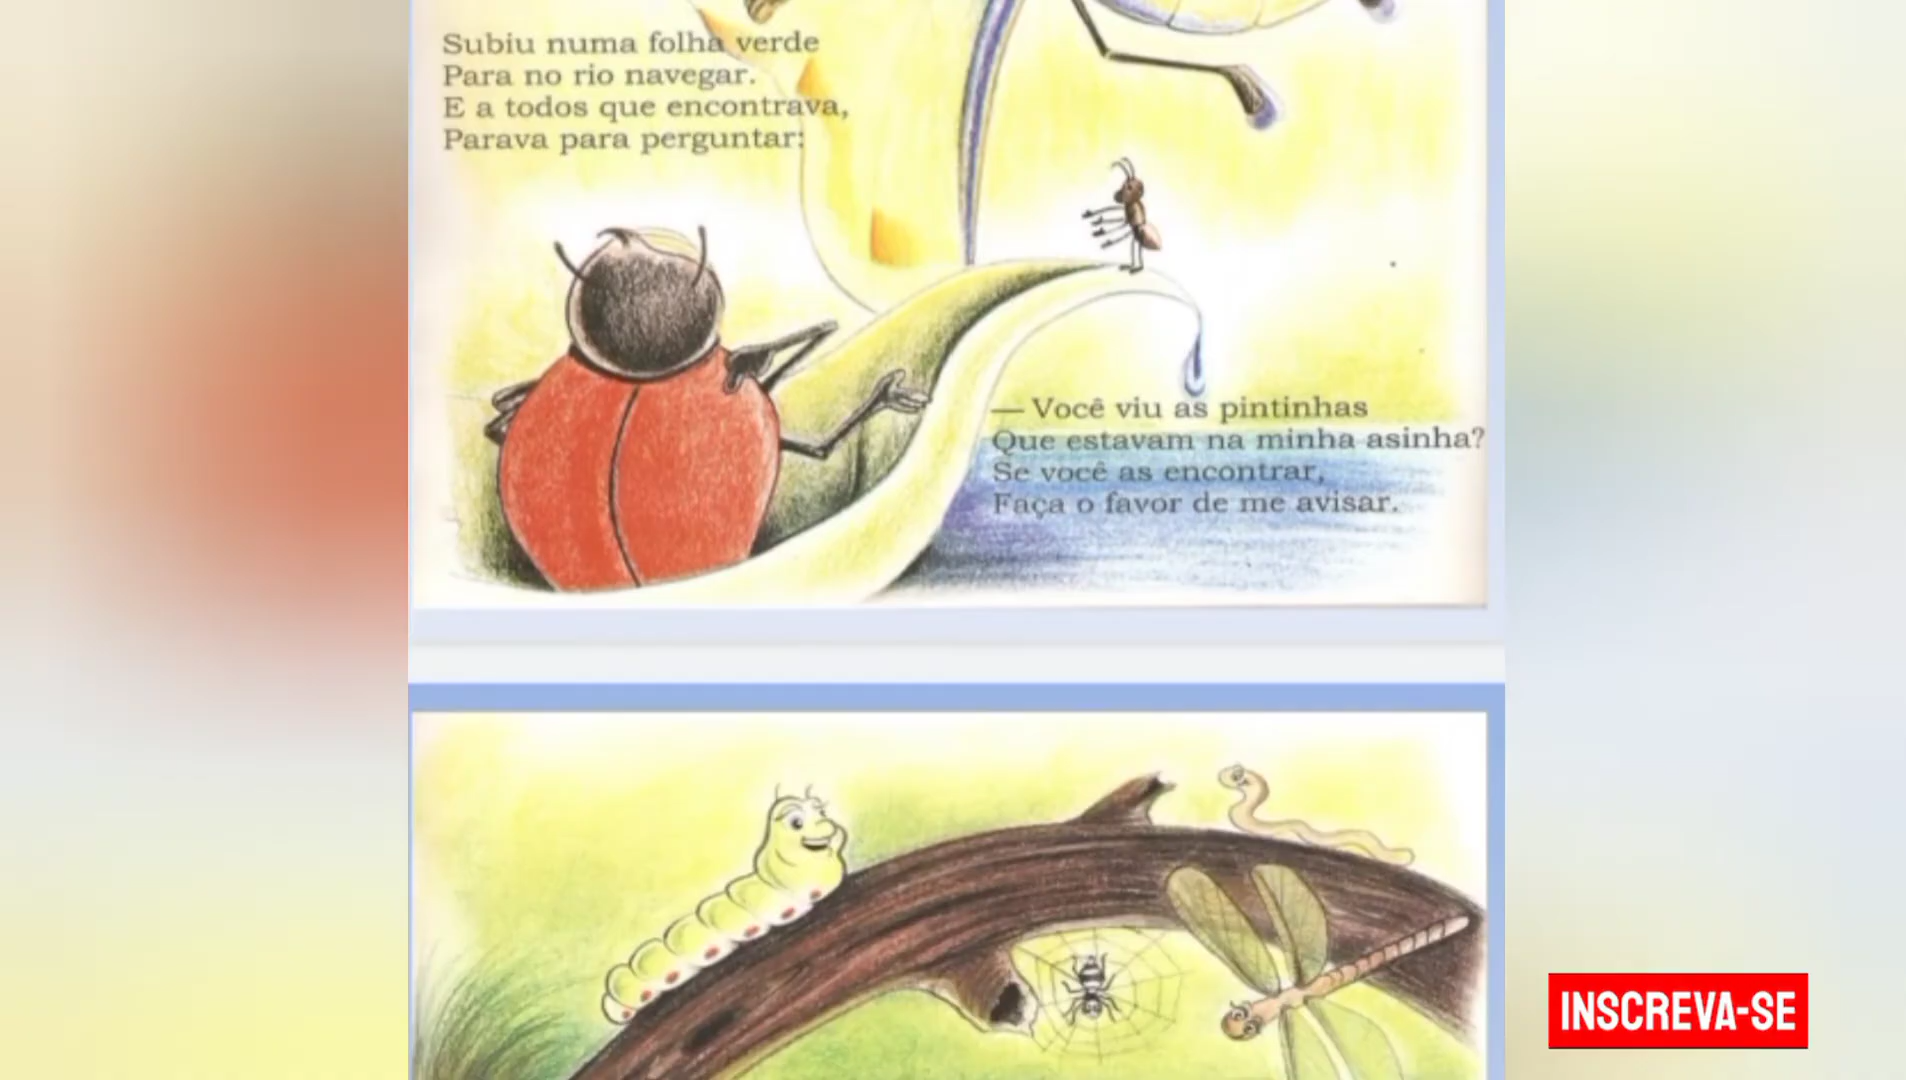 Subiu numa folha verde
Para no rio navegar.
E a todos que encontrava,
Parava para perguntar:
— Você viu as pintinhas
Que estavam na minha asinha?
Se você as encontrar,
Faça o favor de me avisar.
INSCREVA-SE